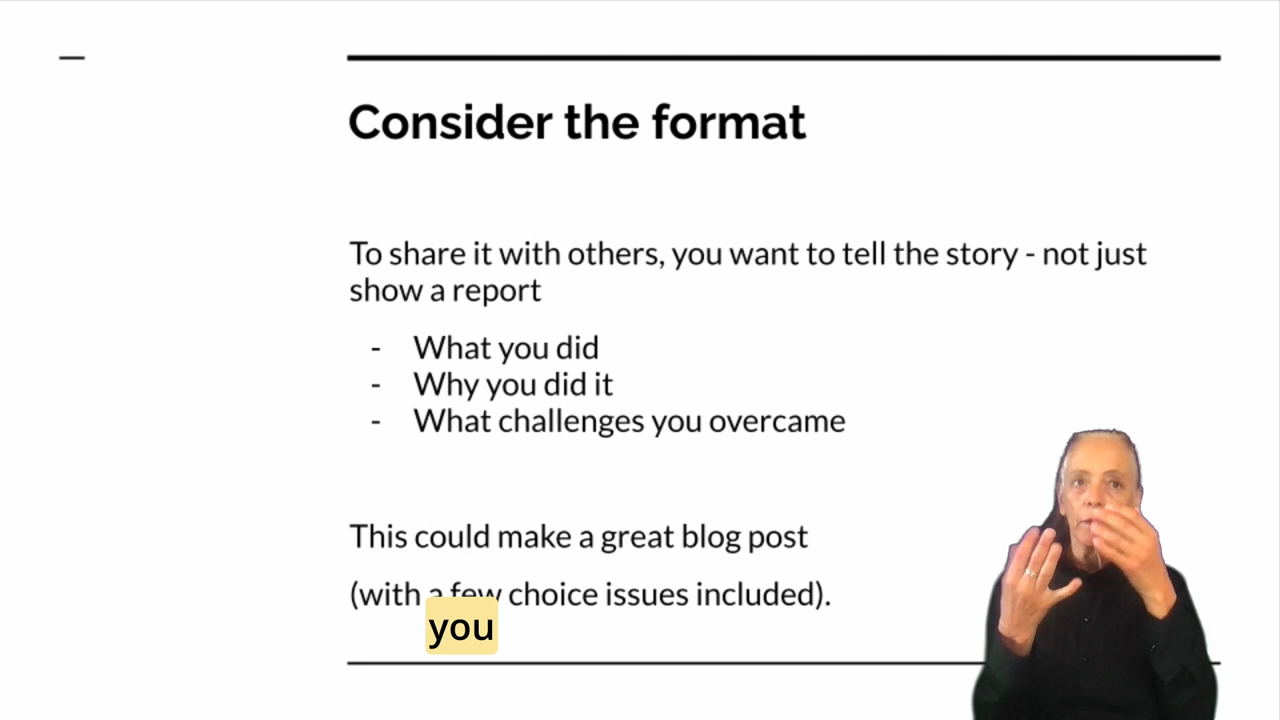 Consider the format
To share it with others, you want to tell the story - not just
show a report
- What you did
- Why you did it
- What challenges you overcame
This could make a great blog post
(with a few choice issues included).
you